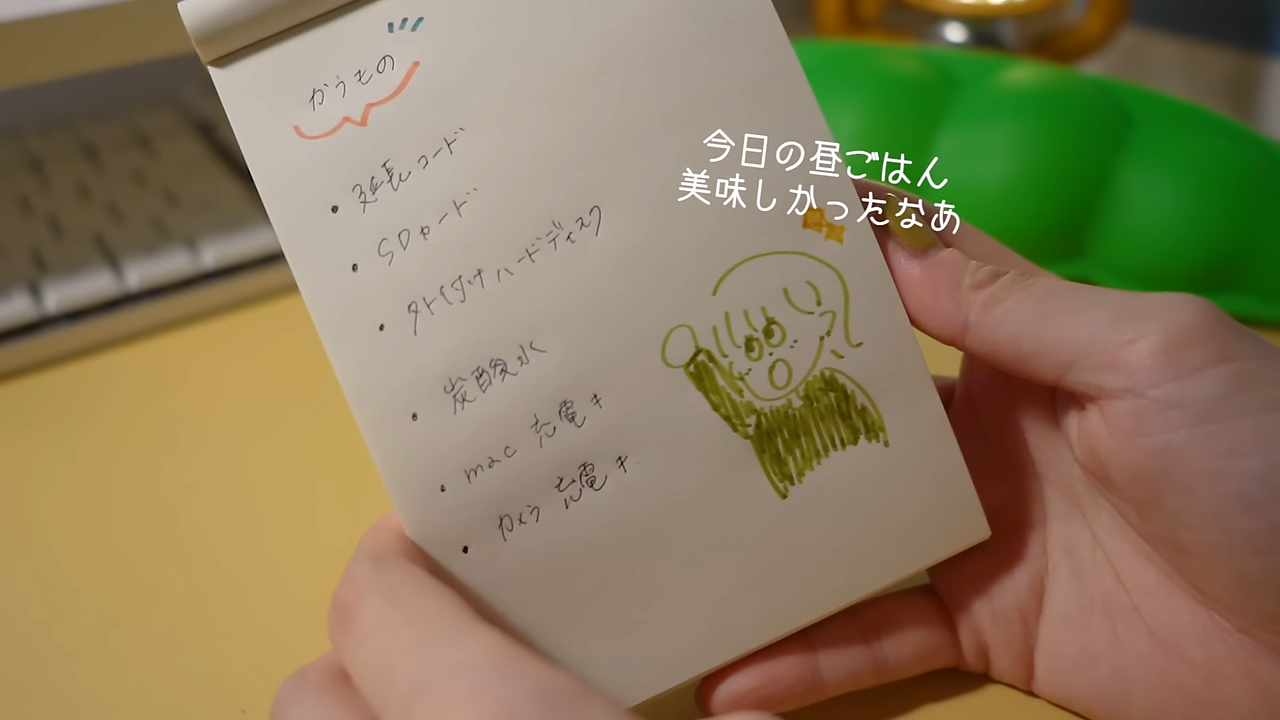 かうもの
・延長コード
・SDカード
・外付けハードディスク
・炭酸水
・mac 充電キ
・カメラ 充電キ
今日の昼ごはん
美味しかったなあ